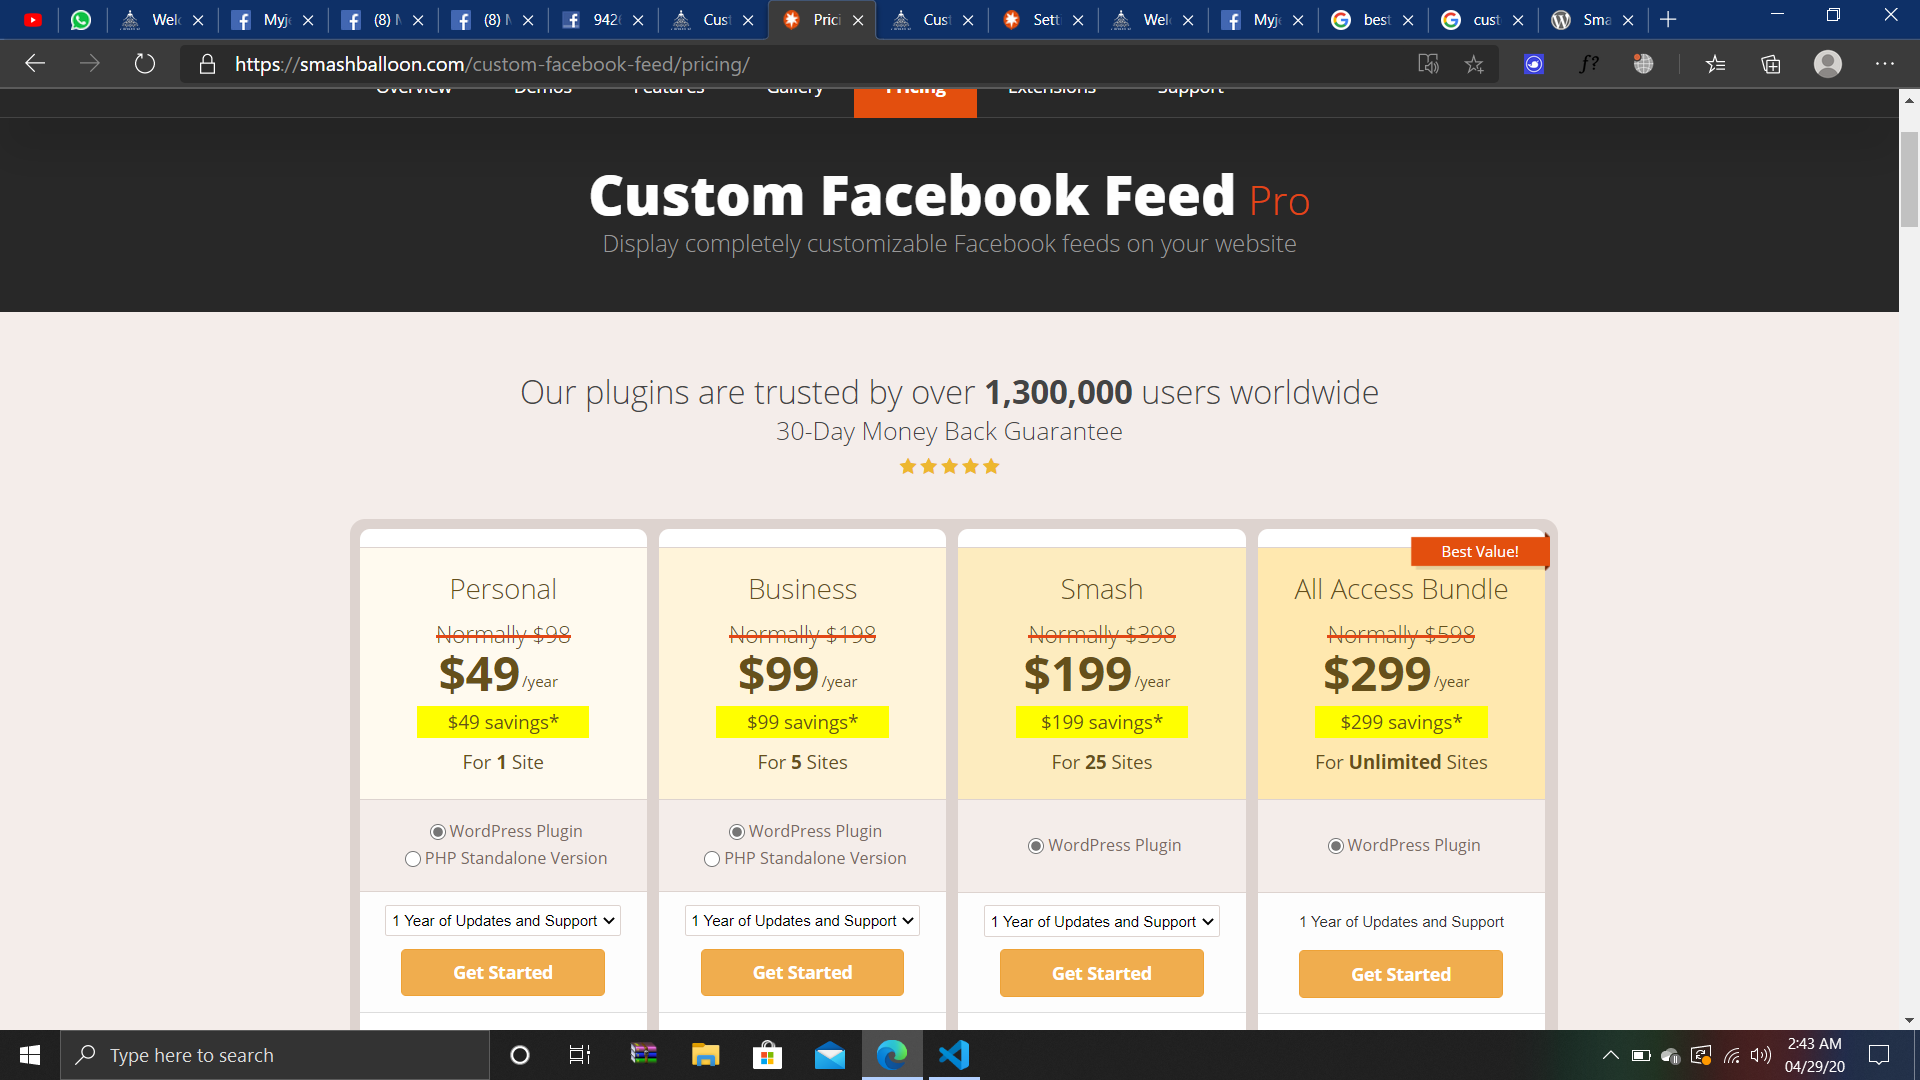 Welc
Myje
(8) M
(8) M
942
Cust
Prici
Cust
Sett
Welc
Myje
best
cust
Sma
https://smashballoon.com/custom-facebook-feed/pricing/
Overview Demos Features Gallery Pricing Extensions Support
Custom Facebook Feed Pro
Display completely customizable Facebook feeds on your website
Our plugins are trusted by over 1,300,000 users worldwide
30-Day Money Back Guarantee
Best Value!
Personal
Normally $98
$49 /year
$49 savings*
For 1 Site
WordPress Plugin
PHP Standalone Version
1 Year of Updates and Support
Get Started
Business
Normally $198
$99 /year
$99 savings*
For 5 Sites
WordPress Plugin
PHP Standalone Version
1 Year of Updates and Support
Get Started
Smash
Normally $398
$199 /year
$199 savings*
For 25 Sites
WordPress Plugin
1 Year of Updates and Support
Get Started
All Access Bundle
Normally $598
$299 /year
$299 savings*
For Unlimited Sites
WordPress Plugin
1 Year of Updates and Support
Get Started
Type here to search
2:43 AM
04/29/20